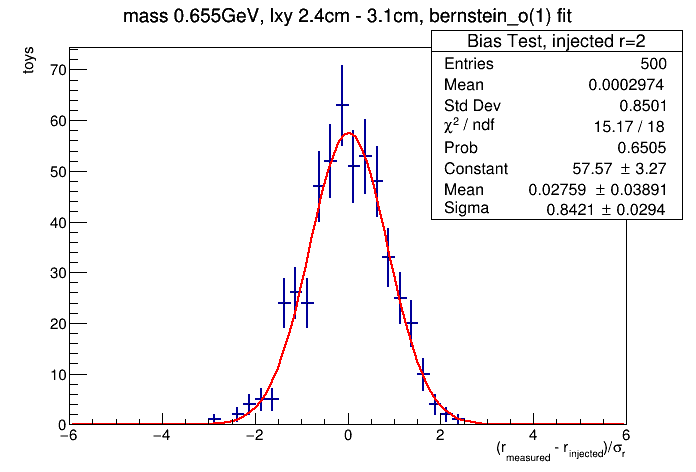 mass 0.655GeV, lxy 2.4cm - 3.1cm, bernstein_o(1) fit
toys
Bias Test, injected r=2
Entries 500
Mean 0.0002974
Std Dev 0.8501
χ² / ndf 15.17 / 18
Prob 0.6505
Constant 57.57 ± 3.27
Mean 0.02759 ± 0.03891
Sigma 0.8421 ± 0.0294
70
60
50
40
30
20
10
0
−6 −4 −2 0 2 4 6
(r_measured - r_injected)/σ_r